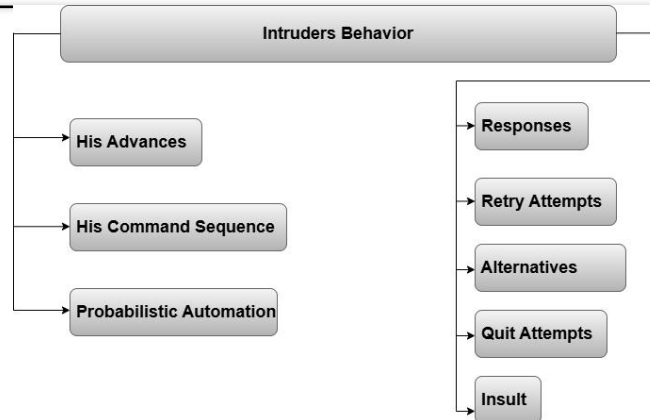 Intruders Behavior
His Advances
His Command Sequence
Probabilistic Automation
Responses
Retry Attempts
Alternatives
Quit Attempts
Insult